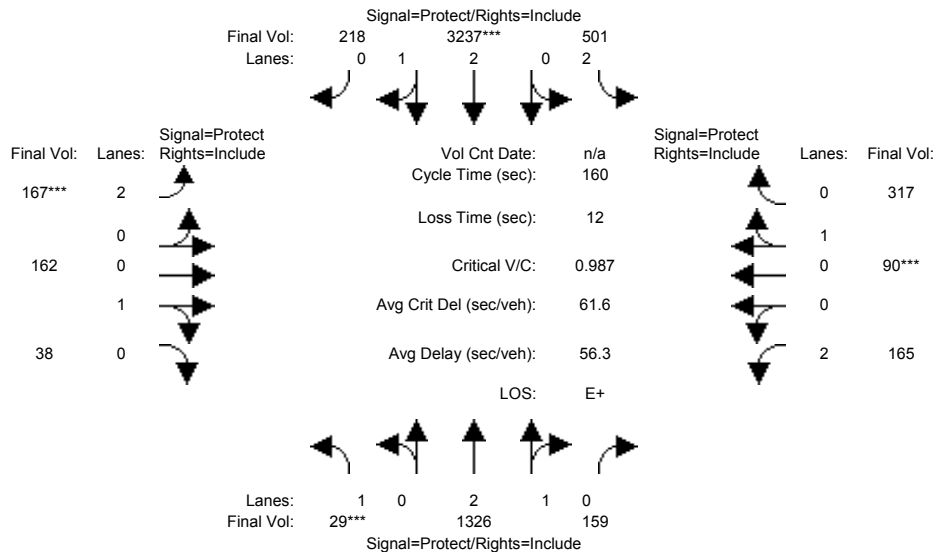 Signal=Protect/Rights=Include
Final Vol: 218 3237*** 501
Lanes: 0 1 2 0 2
Signal=Protect
Final Vol: Lanes: Rights=Include
Vol Cnt Date: n/a
Signal=Protect
Rights=Include Lanes: Final Vol:
Cycle Time (sec): 160
167*** 2
0 317
Loss Time (sec): 12
0
1
162 0
Critical V/C: 0.987
0 90***
1
Avg Crit Del (sec/veh): 61.6
0
38 0
Avg Delay (sec/veh): 56.3
2 165
LOS: E+
Lanes: 1 0 2 1 0
Final Vol: 29*** 1326 159
Signal=Protect/Rights=Include